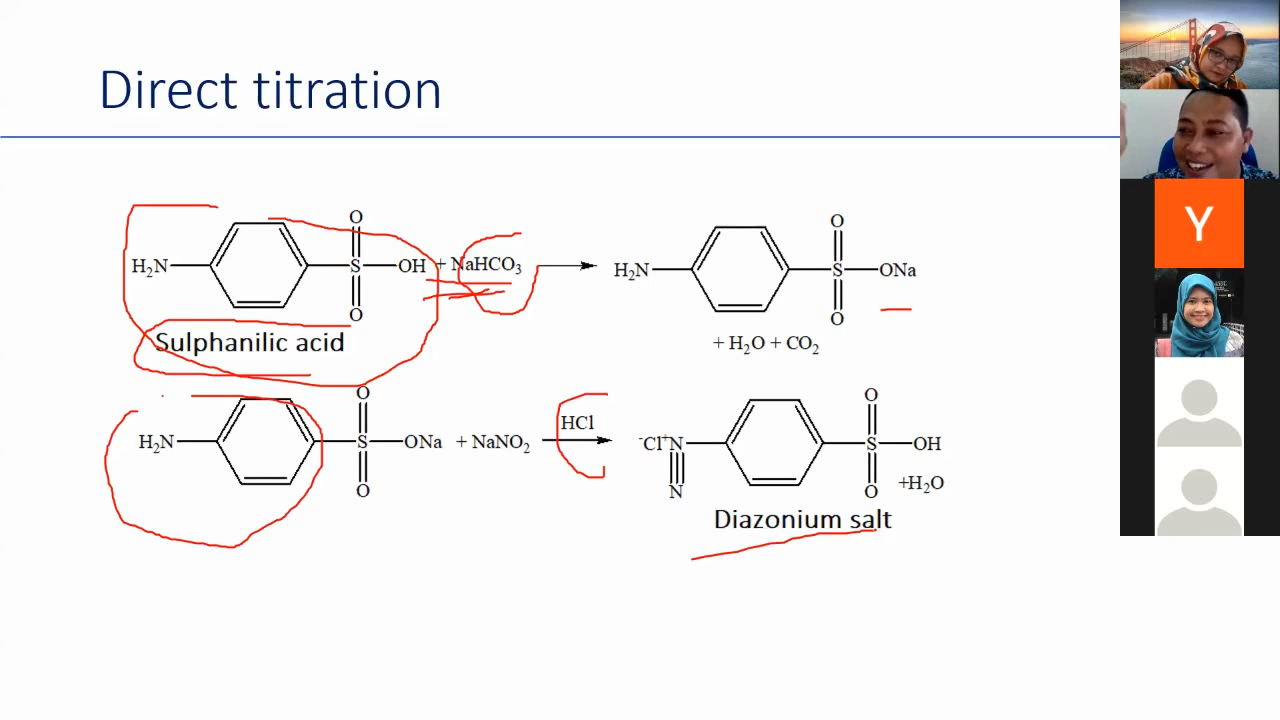 Direct titration
H₂N
O
S
O
OH
+ NaHCO₃
H₂N
O
S
O
ONa
Sulphanilic acid
+ H₂O + CO₂
H₂N
O
S
O
ONa
+ NaNO₂
HCl
⁻Cl⁺N
N
O
S
O
OH
+H₂O
Diazonium salt
Y